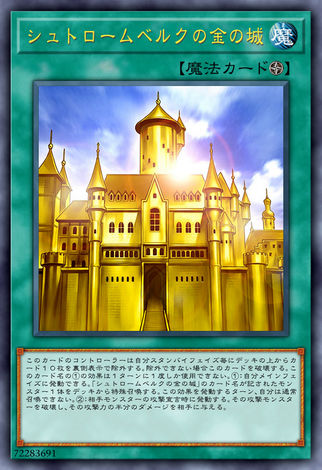 シュトロームベルクの金の城
魔
【魔法カード】
このカードのコントローラーは自分スタンバイフェイズ毎にデッキの上からカ
ード１０枚を裏側表示で除外する。除外できない場合このカードを破壊する。こ
のカード名の①の効果は１ターンに１度しか使用できない。①：自分メインフェ
イズに発動できる。「シュトロームベルクの金の城」のカード名が記されたモンス
ター１体をデッキから特殊召喚する。この効果を発動するターン、自分は通常
召喚できない。②：相手モンスターの攻撃宣言時に発動する。その攻撃モンスタ
ーを破壊し、その攻撃力の半分のダメージを相手に与える。
72283691